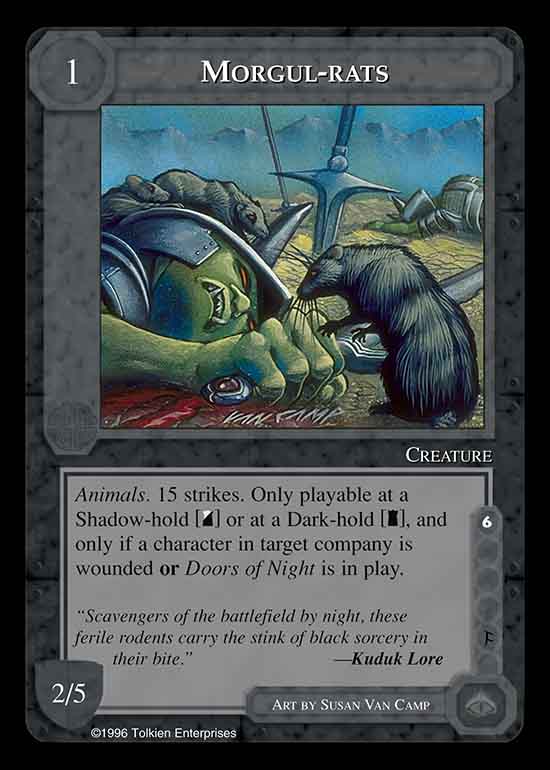 1
MORGUL-RATS
VAN CAMP
CREATURE
Animals. 15 strikes. Only playable at a
Shadow-hold [] or at a Dark-hold [], and
only if a character in target company is
wounded or Doors of Night is in play.
6
“Scavengers of the battlefield by night, these
ferile rodents carry the stink of black sorcery in
their bite.” —Kuduk Lore
2/5
ART BY SUSAN VAN CAMP
©1996 Tolkien Enterprises